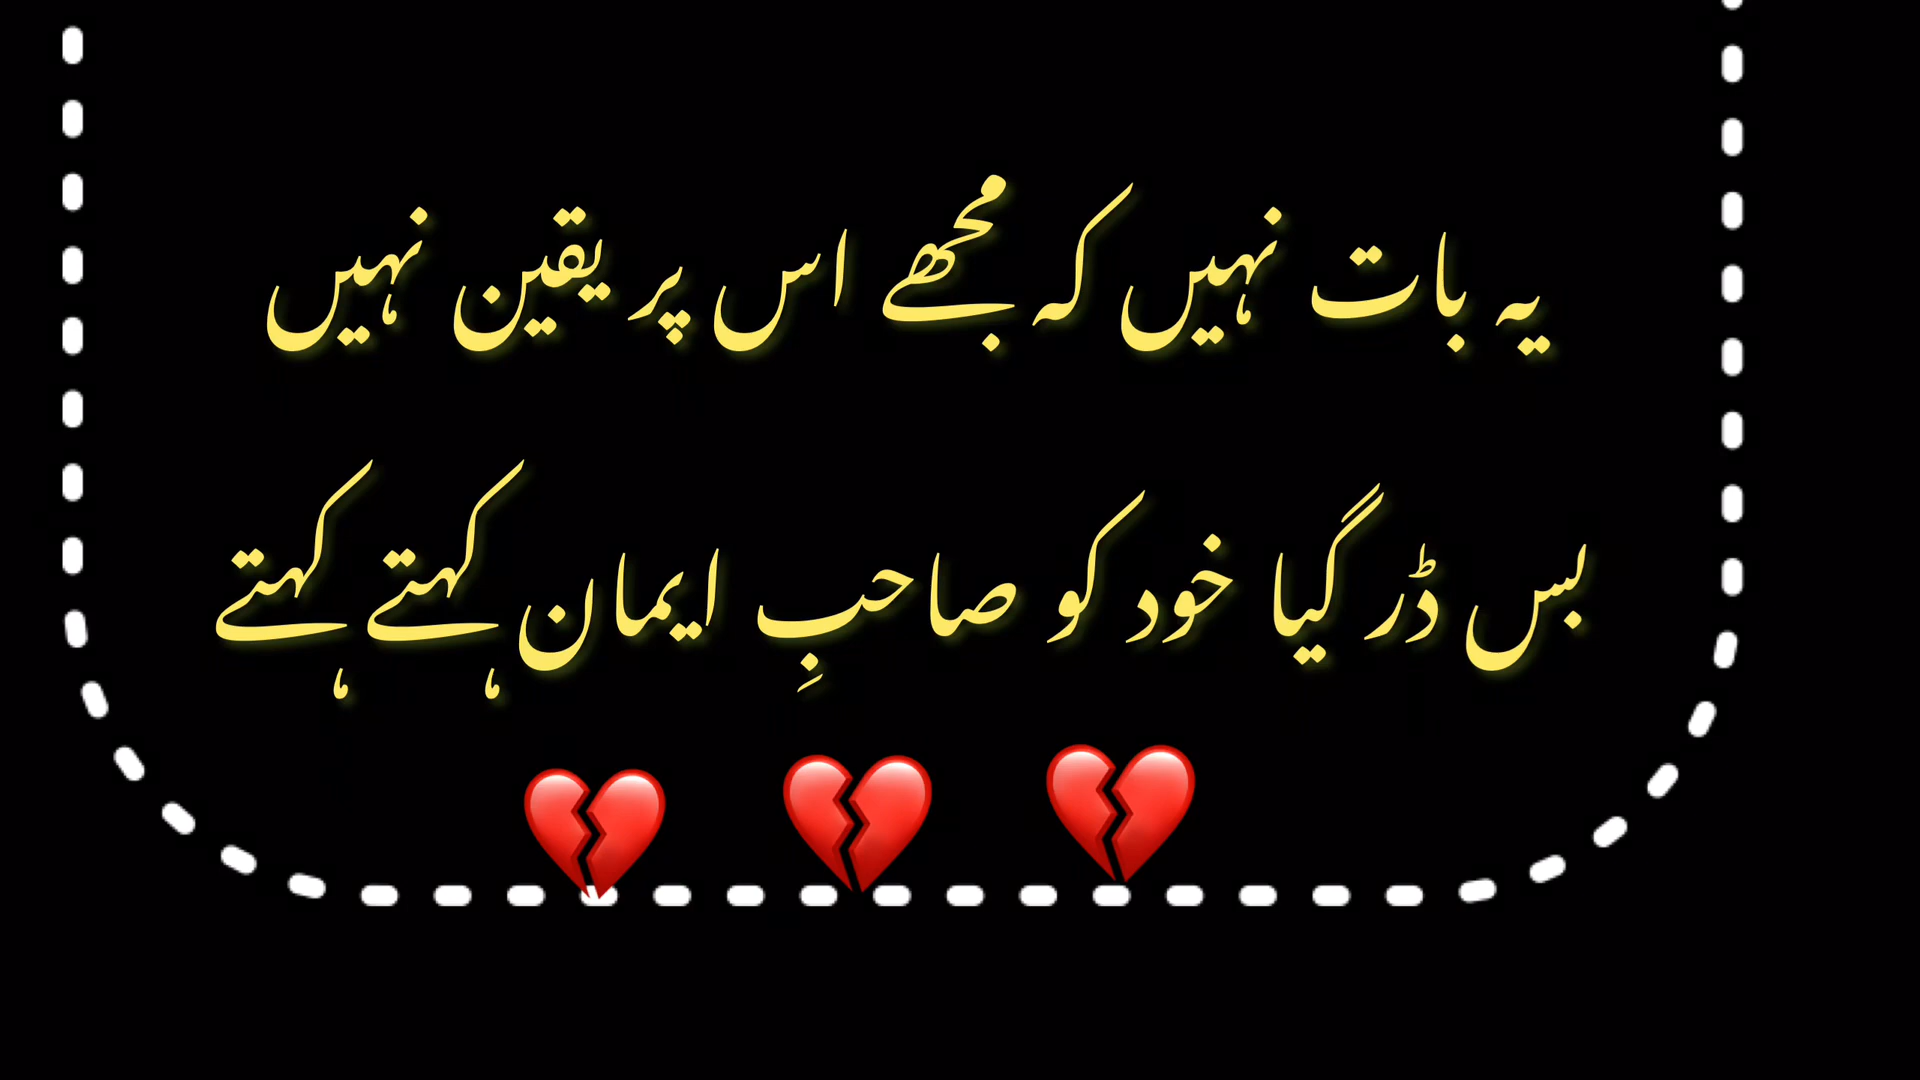 یہ بات نہیں کہ مجھے اس پر یقین نہیں
بس ڈر گیا خود کو صاحبِ ایمان کہتے کہتے